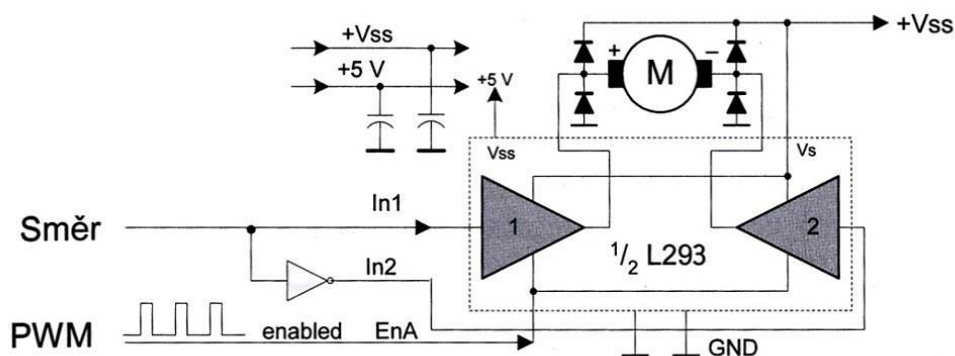 +Vss
+Vss
+5 V
+5 V
+
M
−
Vss
Vs
Směr
In1
1
2
1/2 L293
In2
PWM
enabled
EnA
GND